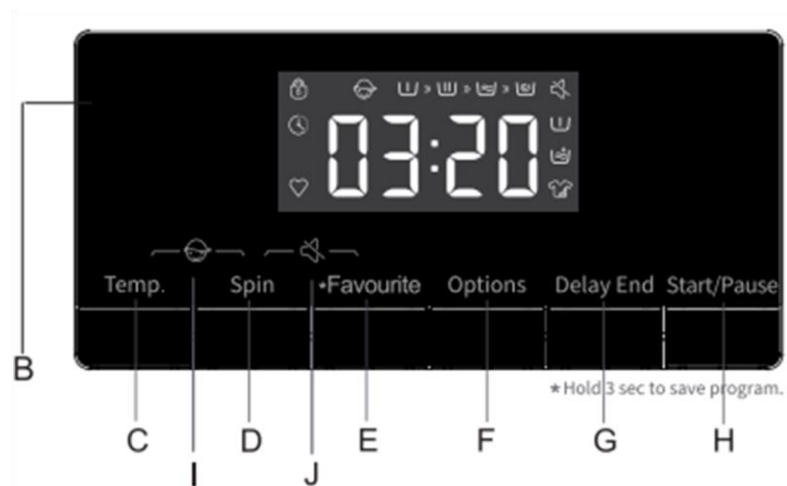 03:20
Temp. Spin *Favourite Options Delay End Start/Pause
B
*Hold 3 sec to save program.
C D E F G H
I J